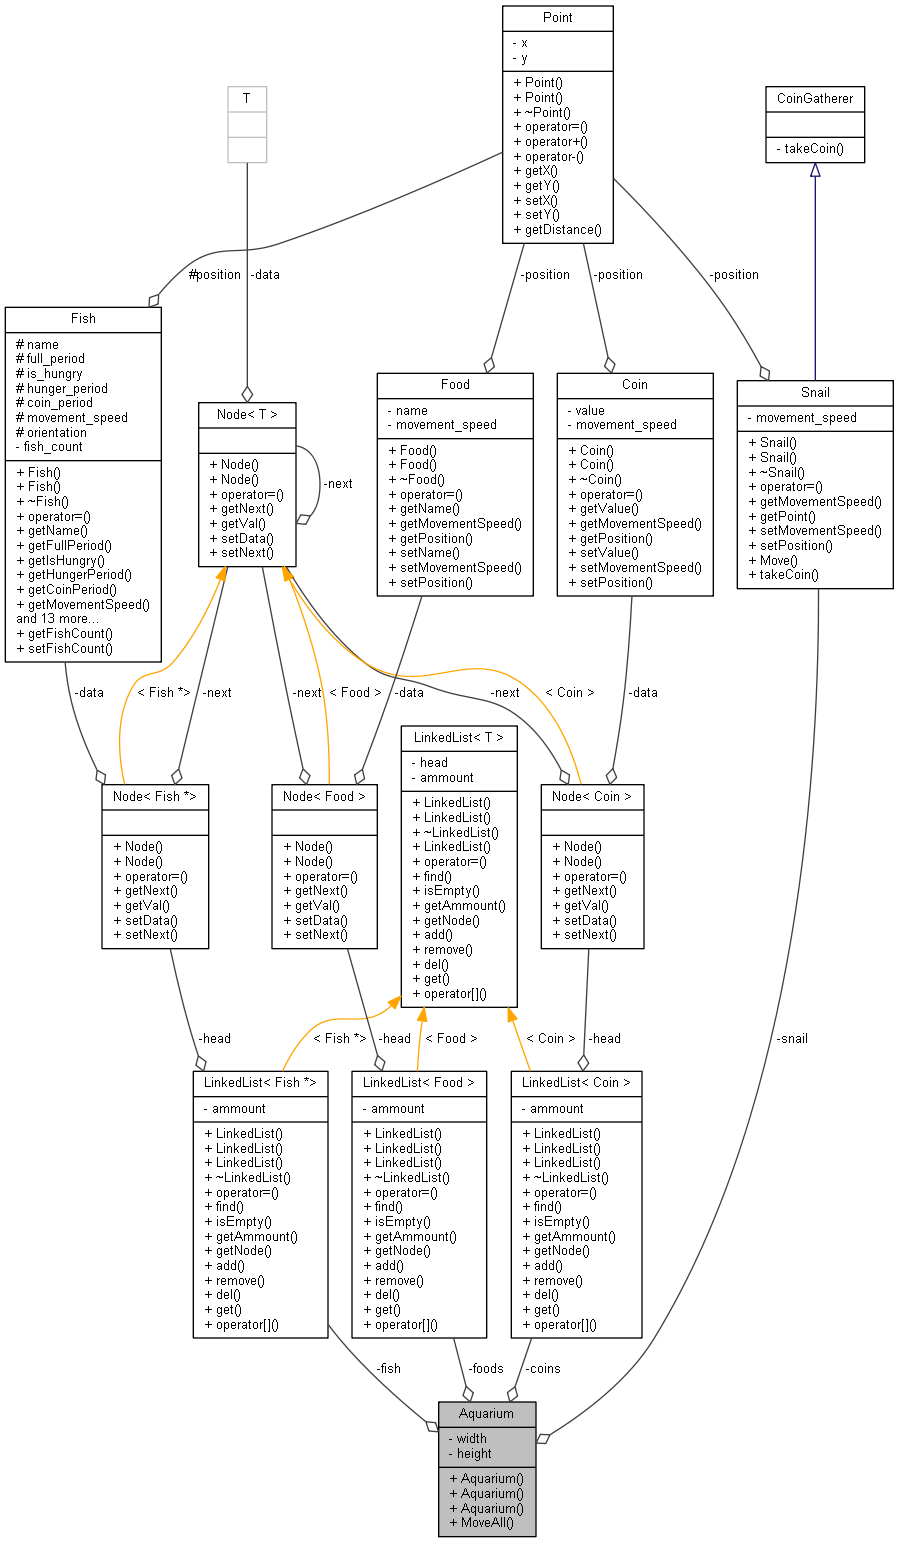 Point
- x
- y
+ Point()
+ Point()
+ ~Point()
+ operator=()
+ operator+()
+ operator-()
+ getX()
+ getY()
+ setX()
+ setY()
+ getDistance()
T
CoinGatherer
- takeCoin()
#position
-data
-position
-position
-position
Fish
# name
# full_period
# is_hungry
# hunger_period
# coin_period
# movement_speed
# orientation
- fish_count
+ Fish()
+ Fish()
+ ~Fish()
+ operator=()
+ getName()
+ getFullPeriod()
+ getIsHungry()
+ getHungerPeriod()
+ getCoinPeriod()
+ getMovementSpeed()
and 13 more...
+ getFishCount()
+ setFishCount()
Node< T >
+ Node()
+ Node()
+ operator=()
+ getNext()
+ getVal()
+ setData()
+ setNext()
-next
Food
- name
- movement_speed
+ Food()
+ Food()
+ ~Food()
+ operator=()
+ getName()
+ getMovementSpeed()
+ getPosition()
+ setName()
+ setMovementSpeed()
+ setPosition()
Coin
- value
- movement_speed
+ Coin()
+ Coin()
+ ~Coin()
+ operator=()
+ getValue()
+ getMovementSpeed()
+ getPosition()
+ setValue()
+ setMovementSpeed()
+ setPosition()
Snail
- movement_speed
+ Snail()
+ Snail()
+ ~Snail()
+ operator=()
+ getMovementSpeed()
+ getPoint()
+ setMovementSpeed()
+ setPosition()
+ Move()
+ takeCoin()
-data
< Fish *>
-next
-next
< Food >
-data
-next
< Coin >
-data
Node< Fish *>
+ Node()
+ Node()
+ operator=()
+ getNext()
+ getVal()
+ setData()
+ setNext()
Node< Food >
+ Node()
+ Node()
+ operator=()
+ getNext()
+ getVal()
+ setData()
+ setNext()
LinkedList< T >
- head
- ammount
+ LinkedList()
+ LinkedList()
+ ~LinkedList()
+ LinkedList()
+ operator=()
+ find()
+ isEmpty()
+ getAmmount()
+ getNode()
+ add()
+ remove()
+ del()
+ get()
+ operator[]()
Node< Coin >
+ Node()
+ Node()
+ operator=()
+ getNext()
+ getVal()
+ setData()
+ setNext()
-head
< Fish *>
-head
< Food >
< Coin >
-head
-snail
LinkedList< Fish *>
- ammount
+ LinkedList()
+ LinkedList()
+ LinkedList()
+ ~LinkedList()
+ operator=()
+ find()
+ isEmpty()
+ getAmmount()
+ getNode()
+ add()
+ remove()
+ del()
+ get()
+ operator[]()
LinkedList< Food >
- ammount
+ LinkedList()
+ LinkedList()
+ LinkedList()
+ ~LinkedList()
+ operator=()
+ find()
+ isEmpty()
+ getAmmount()
+ getNode()
+ add()
+ remove()
+ del()
+ get()
+ operator[]()
LinkedList< Coin >
- ammount
+ LinkedList()
+ LinkedList()
+ LinkedList()
+ ~LinkedList()
+ operator=()
+ find()
+ isEmpty()
+ getAmmount()
+ getNode()
+ add()
+ remove()
+ del()
+ get()
+ operator[]()
-fish
-foods
-coins
Aquarium
- width
- height
+ Aquarium()
+ Aquarium()
+ Aquarium()
+ MoveAll()